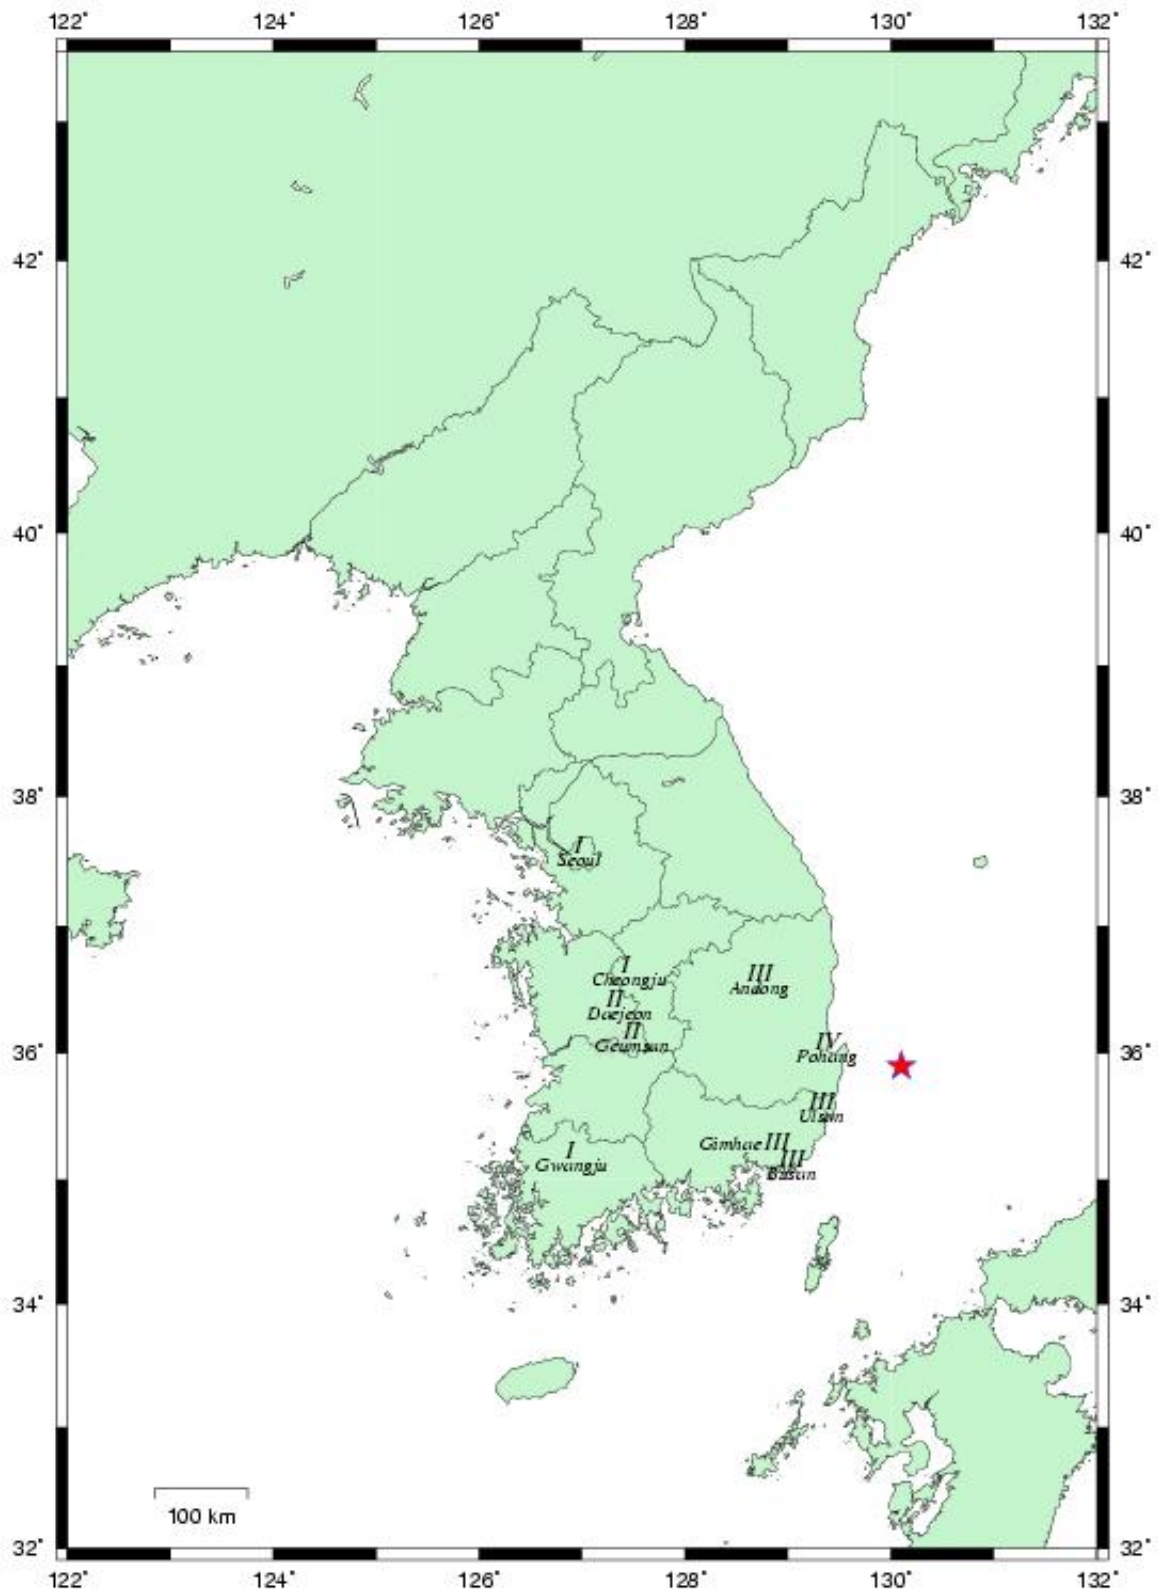 122° 124° 126° 128° 130° 132°
42° 42°
40° 40°
38° 38°
I
Seoul
I
Cheongju
III
Andong
II
Daejeon
II
Geumsan
IV
Pohang
36° 36°
III
Ulsan
Gimhae III
III
Busan
I
Gwangju
34° 34°
100 km
32° 32°
122° 124° 126° 128° 130° 132°